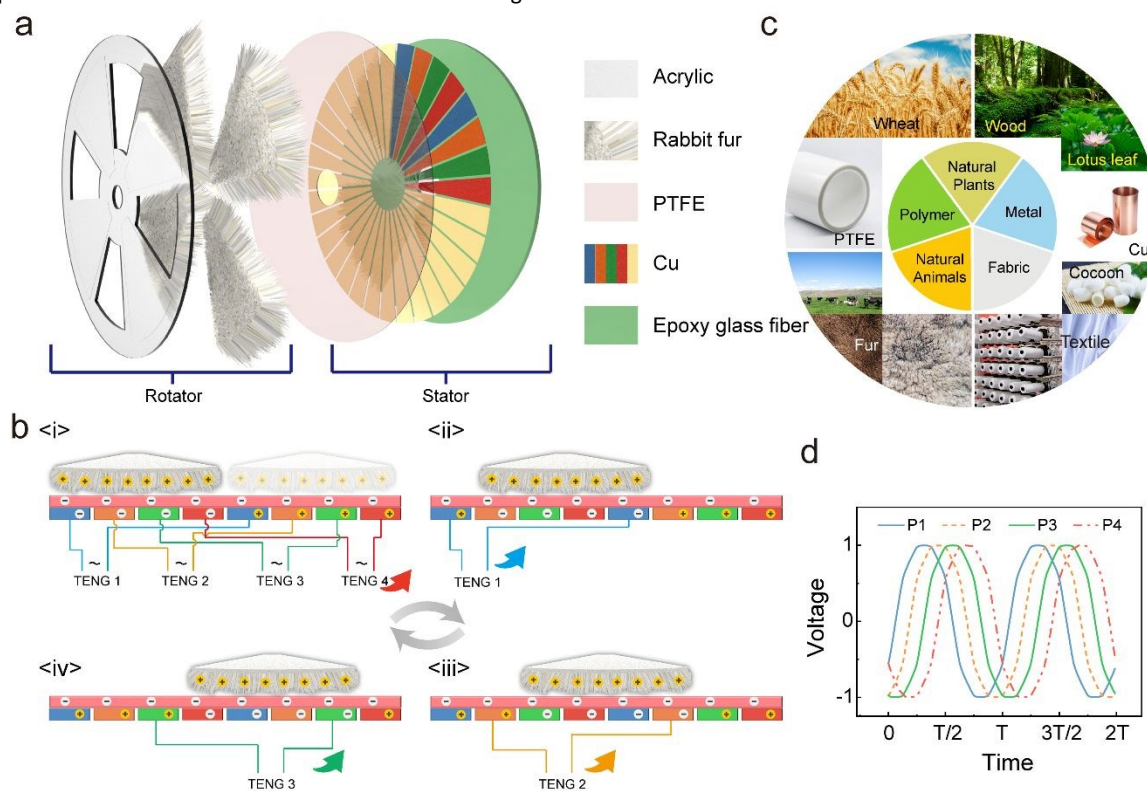 a
Acrylic
Rabbit fur
PTFE
Cu
Epoxy glass fiber
Rotator
Stator
b
<i>
TENG 1
TENG 2
TENG 3
TENG 4
<ii>
TENG 1
<iv>
TENG 3
<iii>
TENG 2
c
Wheat
Wood
Lotus leaf
Natural
Plants
Polymer
Metal
Natural
Animals
Fabric
PTFE
Cu
Cocoon
Fur
Textile
d
P1 P2 P3 P4
Voltage
1
0
-1
0 T/2 T 3T/2 2T
Time